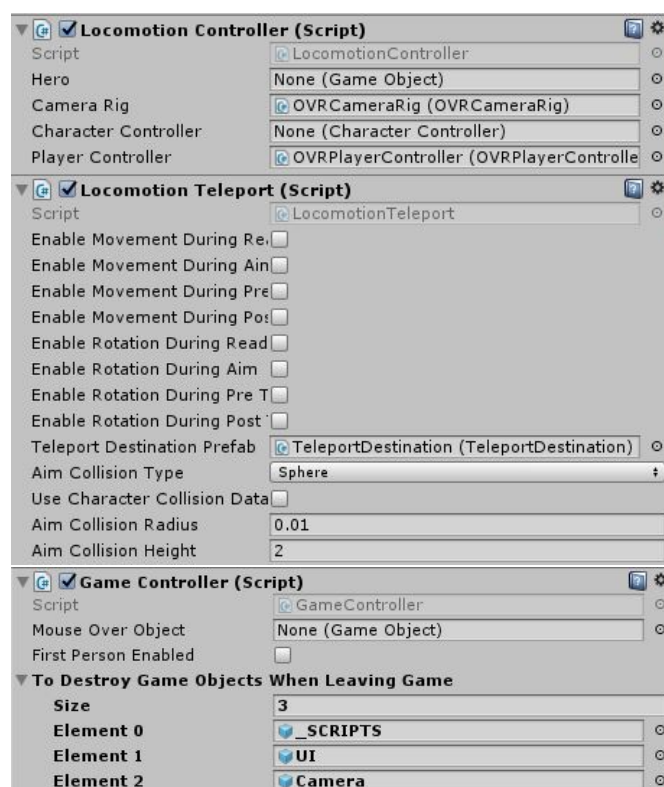 Locomotion Controller (Script)
Script LocomotionController
Hero None (Game Object)
Camera Rig OVRCameraRig (OVRCameraRig)
Character Controller None (Character Controller)
Player Controller OVRPlayerController (OVRPlayerControlle
Locomotion Teleport (Script)
Script LocomotionTeleport
Enable Movement During Re
Enable Movement During Ain
Enable Movement During Pre
Enable Movement During Pos
Enable Rotation During Read
Enable Rotation During Aim
Enable Rotation During Pre T
Enable Rotation During Post
Teleport Destination Prefab TeleportDestination (TeleportDestination)
Aim Collision Type Sphere
Use Character Collision Data
Aim Collision Radius 0.01
Aim Collision Height 2
Game Controller (Script)
Script GameController
Mouse Over Object None (Game Object)
First Person Enabled
To Destroy Game Objects When Leaving Game
Size 3
Element 0 _SCRIPTS
Element 1 UI
Element 2 Camera